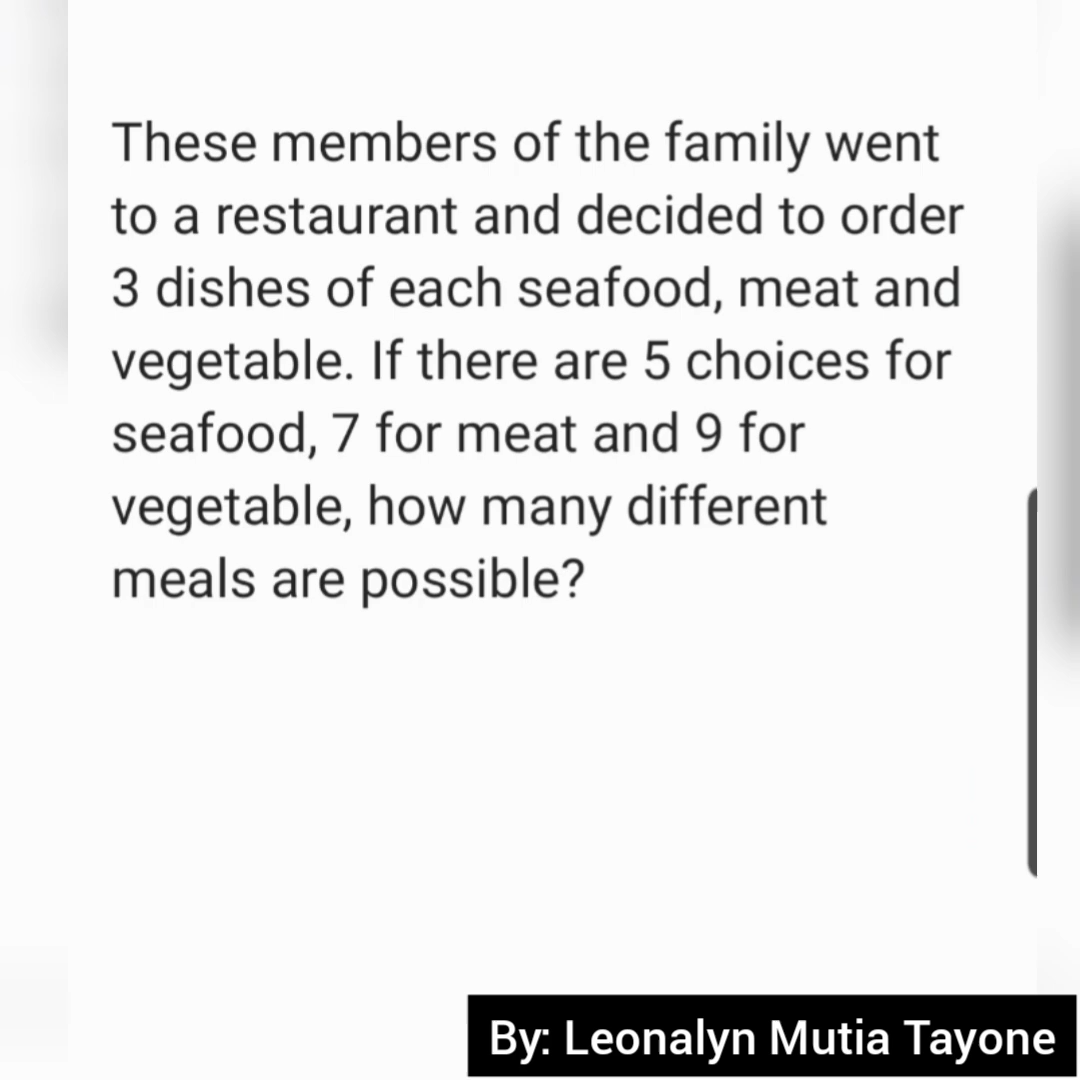 These members of the family went
to a restaurant and decided to order
3 dishes of each seafood, meat and
vegetable. If there are 5 choices for
seafood, 7 for meat and 9 for
vegetable, how many different
meals are possible?
By: Leonalyn Mutia Tayone